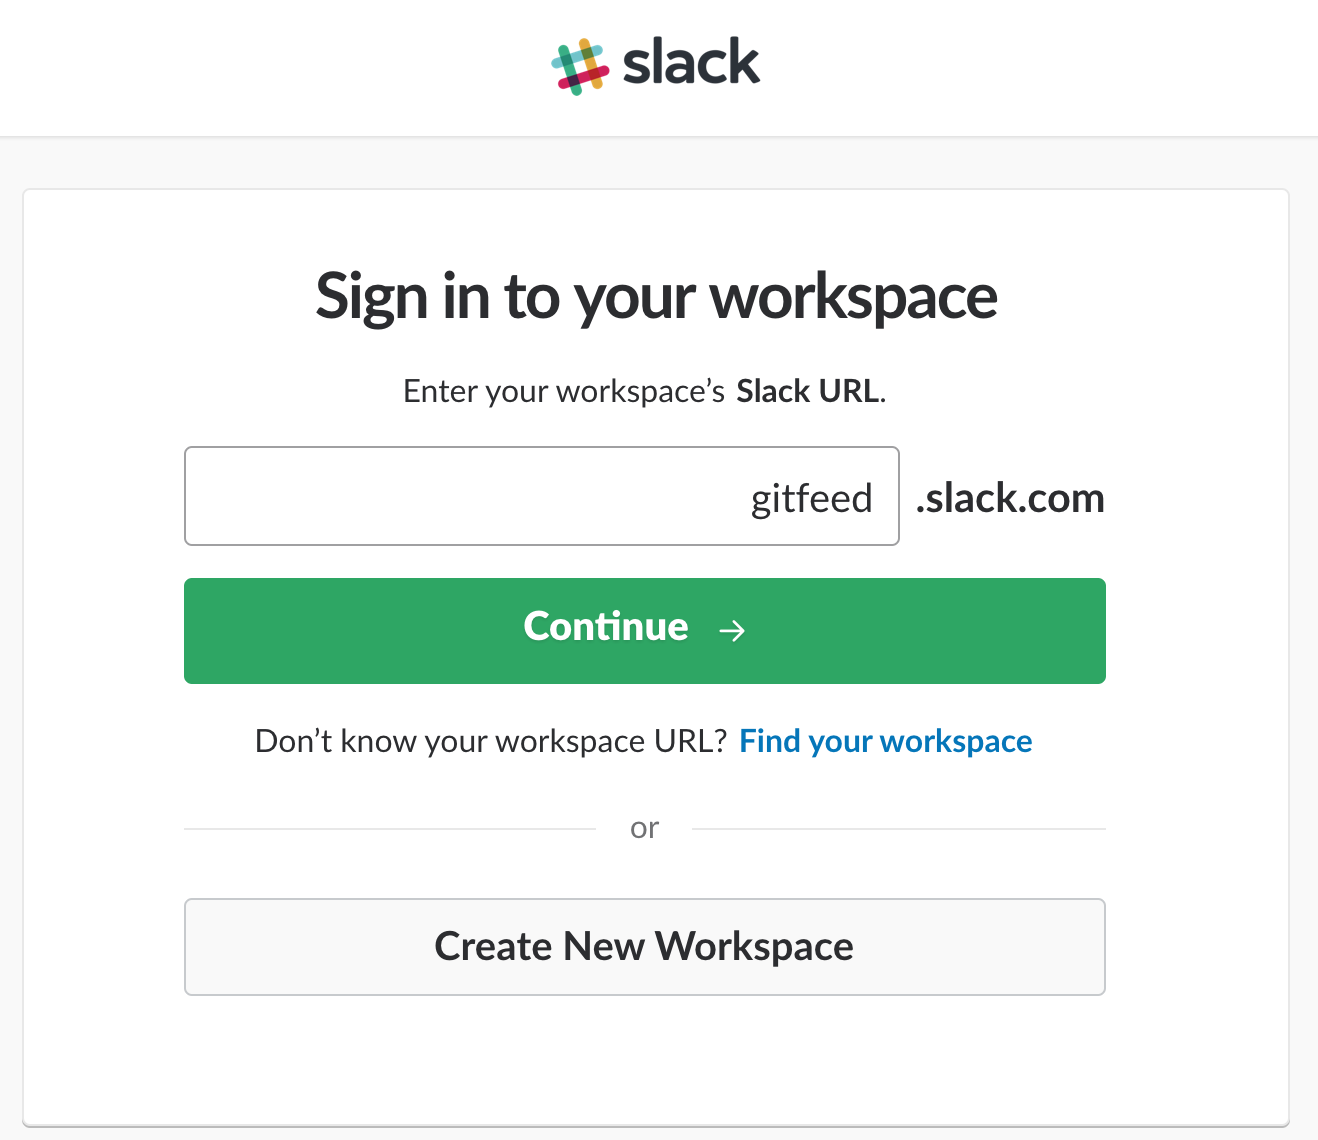 slack
Sign in to your workspace
Enter your workspace’s Slack URL.
gitfeed .slack.com
Continue →
Don’t know your workspace URL? Find your workspace
or
Create New Workspace